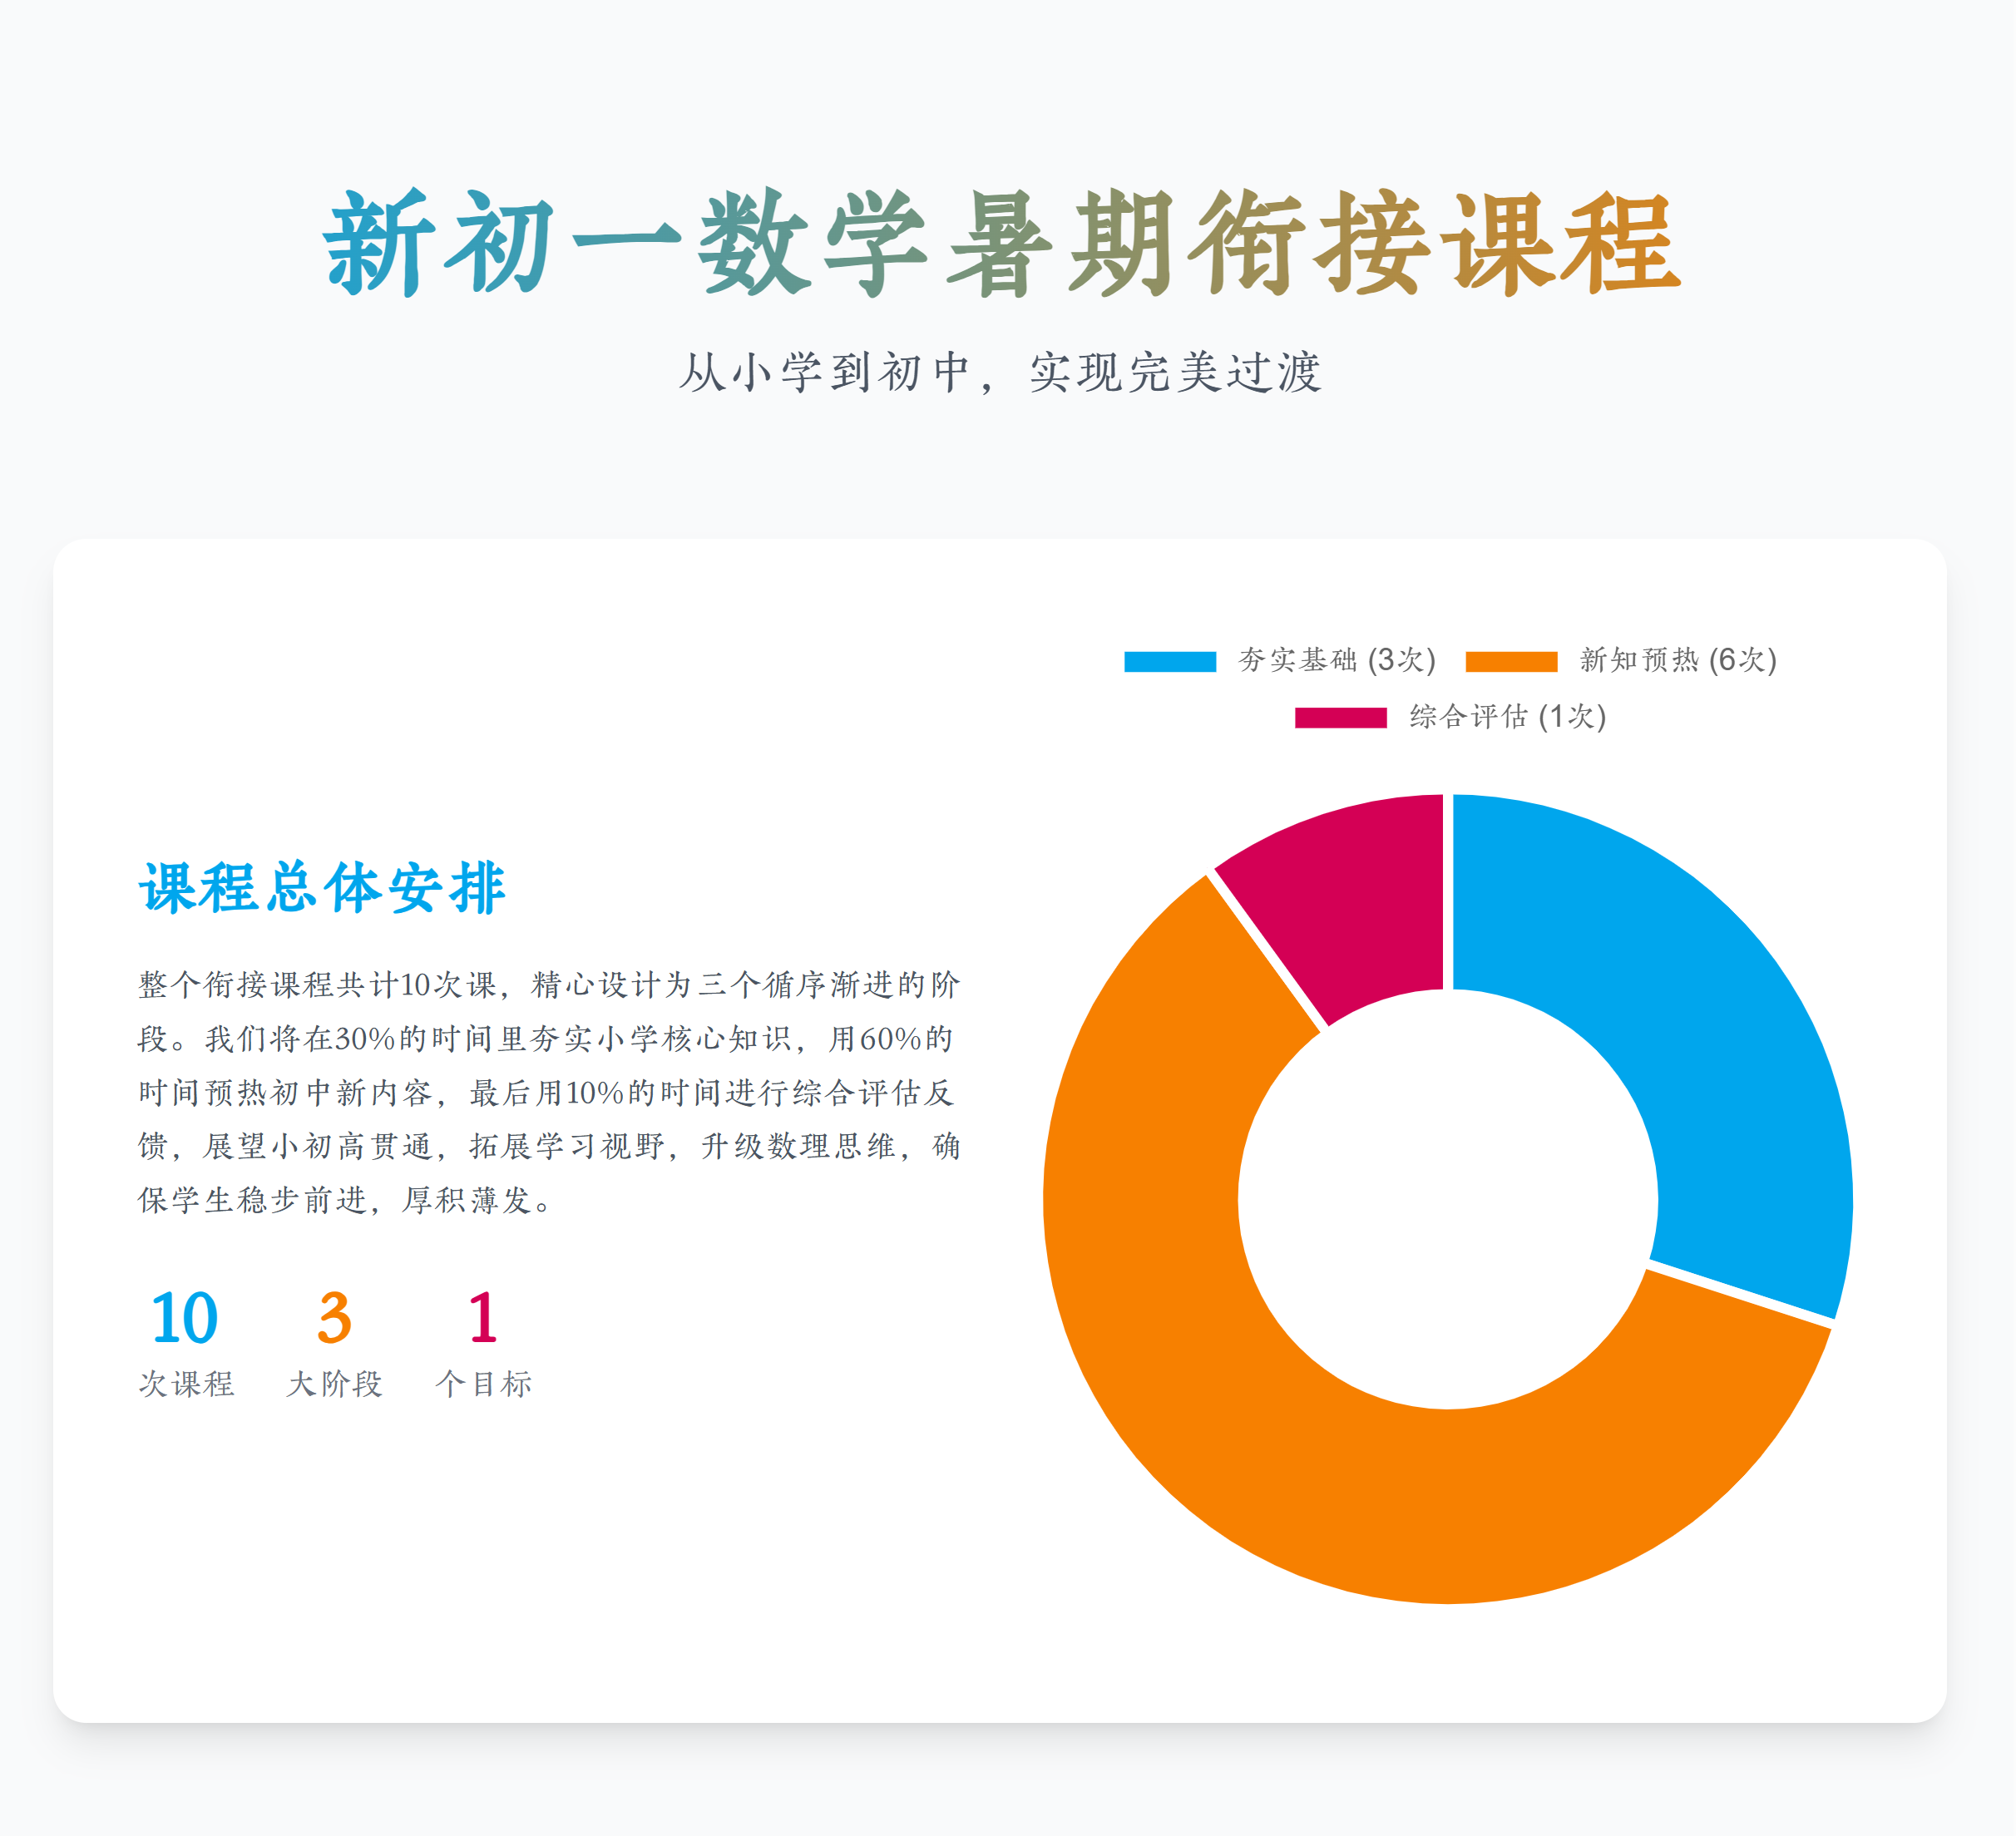 新初一数学暑期衔接课程
从小学到初中，实现完美过渡
课程总体安排
整个衔接课程共计10次课，精心设计为三个循序渐进的阶
段。我们将在30%的时间里夯实小学核心知识，用60%的
时间预热初中新内容，最后用10%的时间进行综合评估反
馈，展望小初高贯通，拓展学习视野，升级数理思维，确
保学生稳步前进，厚积薄发。
10
次课程
3
大阶段
1
个目标
夯实基础 (3次)
新知预热 (6次)
综合评估 (1次)